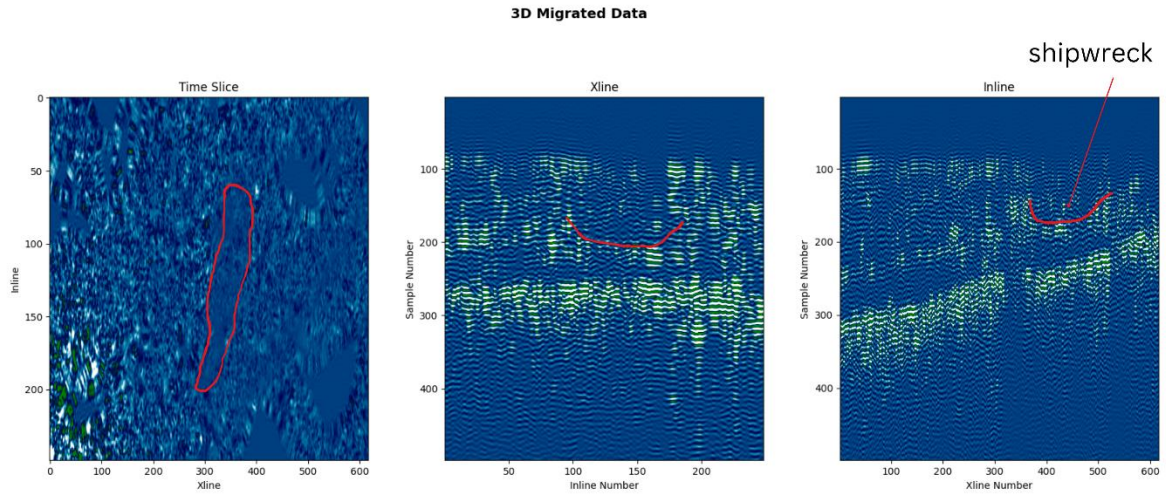 3D Migrated Data
shipwreck
Time Slice
0
50
100
150
200
Inline
0 100 200 300 400 500 600
Xline
Xline
100
200
300
400
Sample Number
50 100 150 200
Inline Number
Inline
100
200
300
400
Sample Number
100 200 300 400 500 600
Xline Number